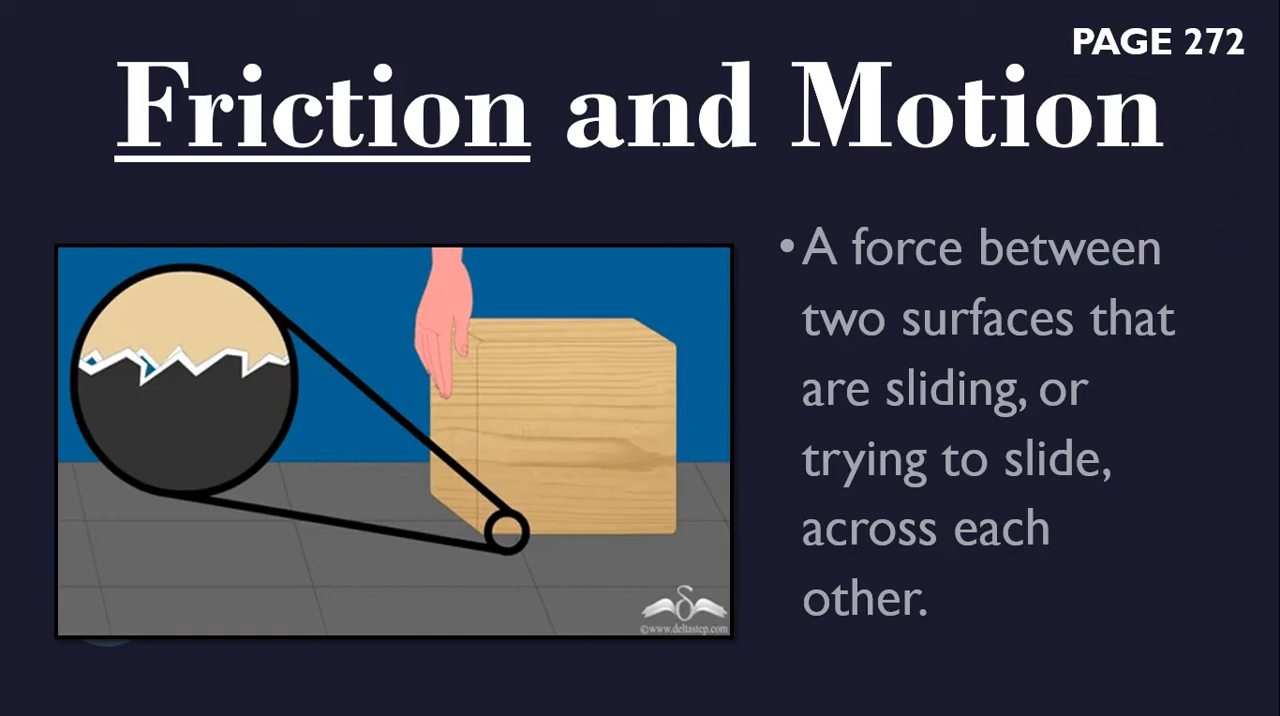 PAGE 272
Friction and Motion
• A force between
two surfaces that
are sliding, or
trying to slide,
across each
other.
©www.deltastep.com